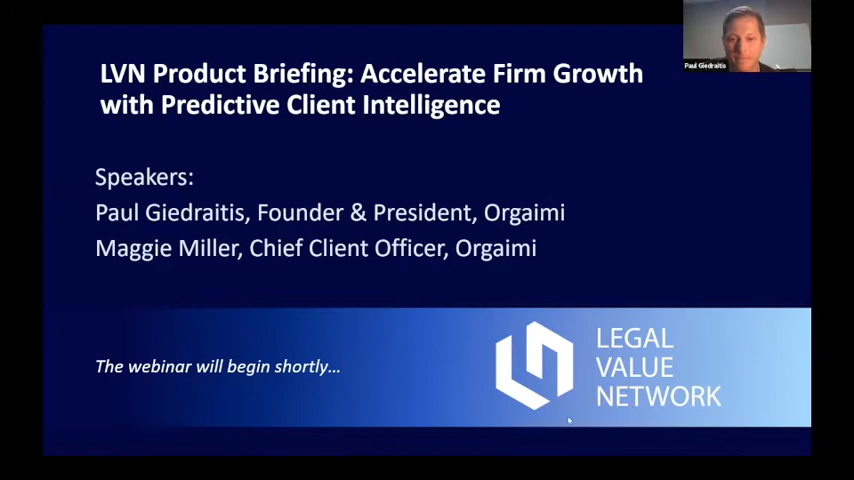 Paul Giedraitis
LVN Product Briefing: Accelerate Firm Growth
with Predictive Client Intelligence
Speakers:
Paul Giedraitis, Founder & President, Orgaimi
Maggie Miller, Chief Client Officer, Orgaimi
The webinar will begin shortly...
LEGAL
VALUE
NETWORK